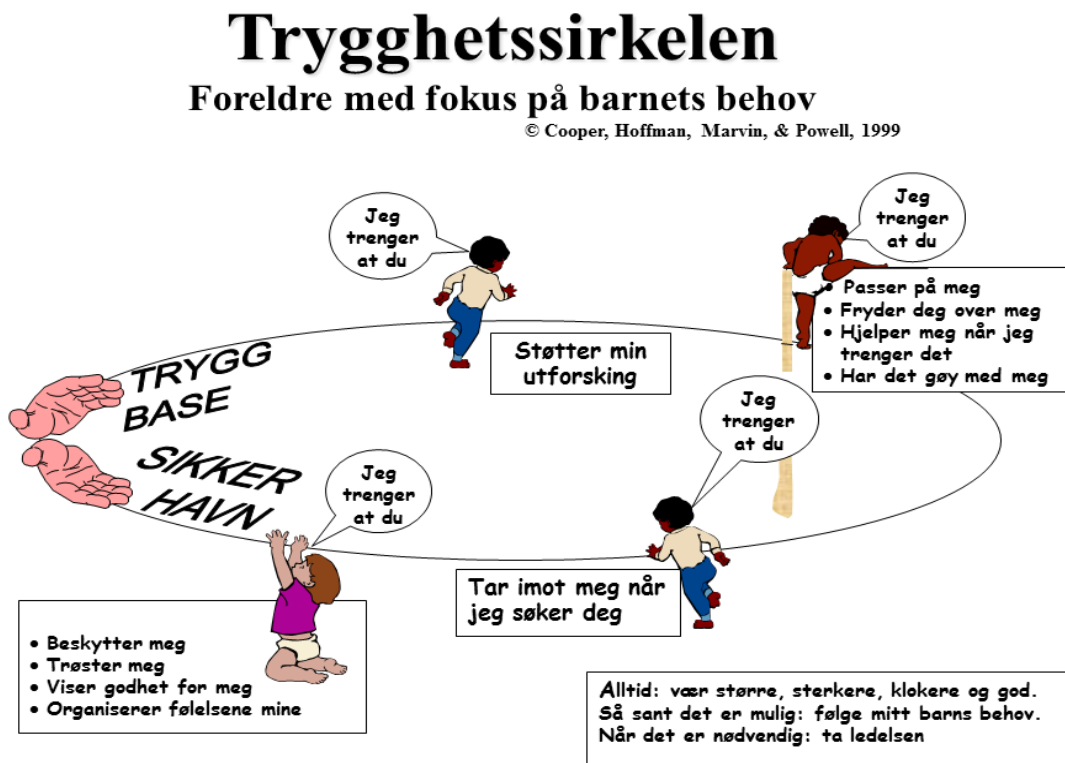 Trygghetssirkelen
Foreldre med fokus på barnets behov
© Cooper, Hoffman, Marvin, & Powell, 1999
Jeg
trenger
at du
Støtter min
utforsking
Jeg
trenger
at du
• Passer på meg
• Fryder deg over meg
• Hjelper meg når jeg
trenger det
• Har det gøy med meg
TRYGG
BASE
SIKKER
HAVN
Jeg
trenger
at du
Tar imot meg når
jeg søker deg
Jeg
trenger
at du
• Beskytter meg
• Trøster meg
• Viser godhet for meg
• Organiserer følelsene mine
Alltid: vær større, sterkere, klokere og god.
Så sant det er mulig: følge mitt barns behov.
Når det er nødvendig: ta ledelsen